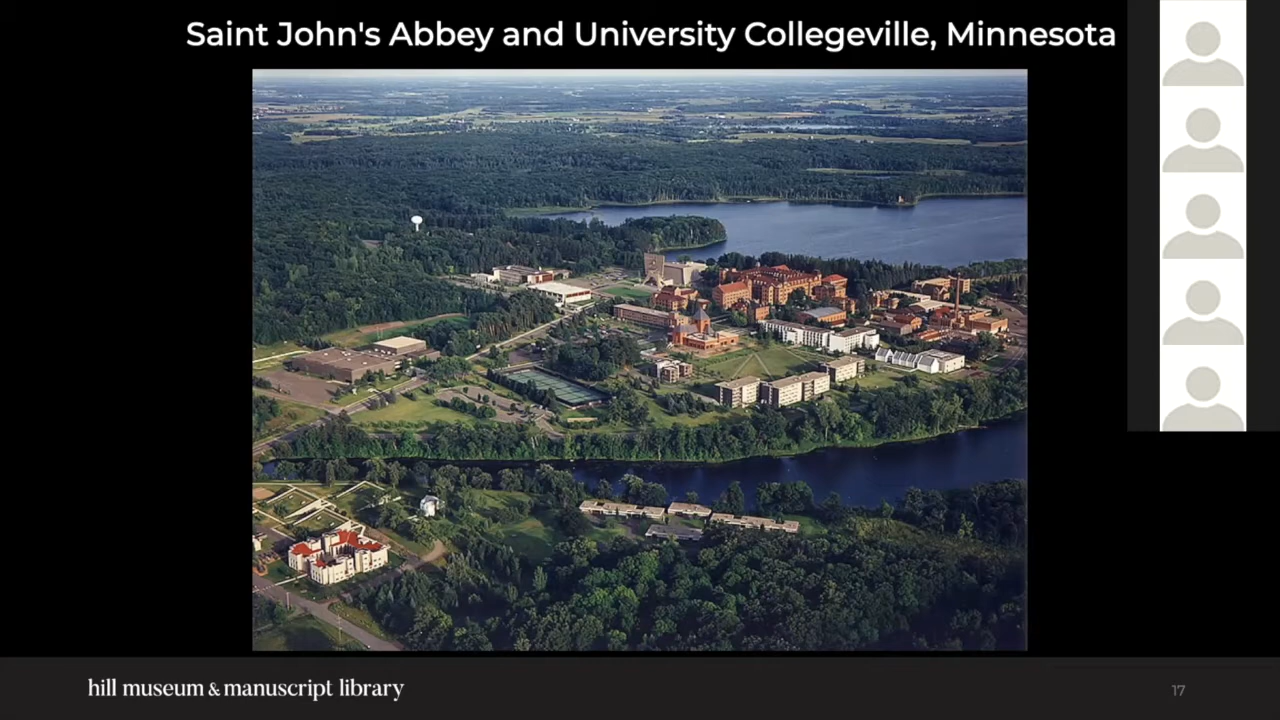 Saint John's Abbey and University Collegeville, Minnesota
hill museum & manuscript library
17